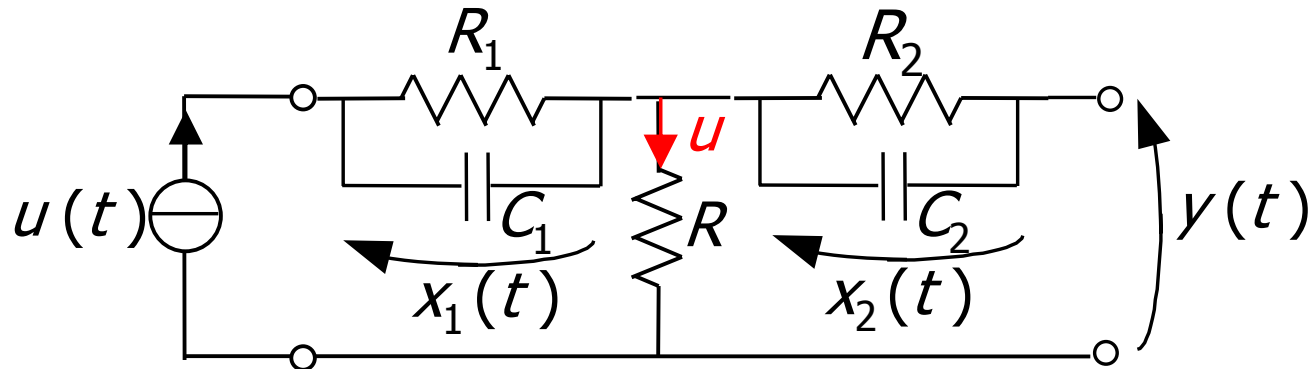 R₁
R₂
u
u(t)
C₁
R
C₂
y(t)
x₁(t)
x₂(t)